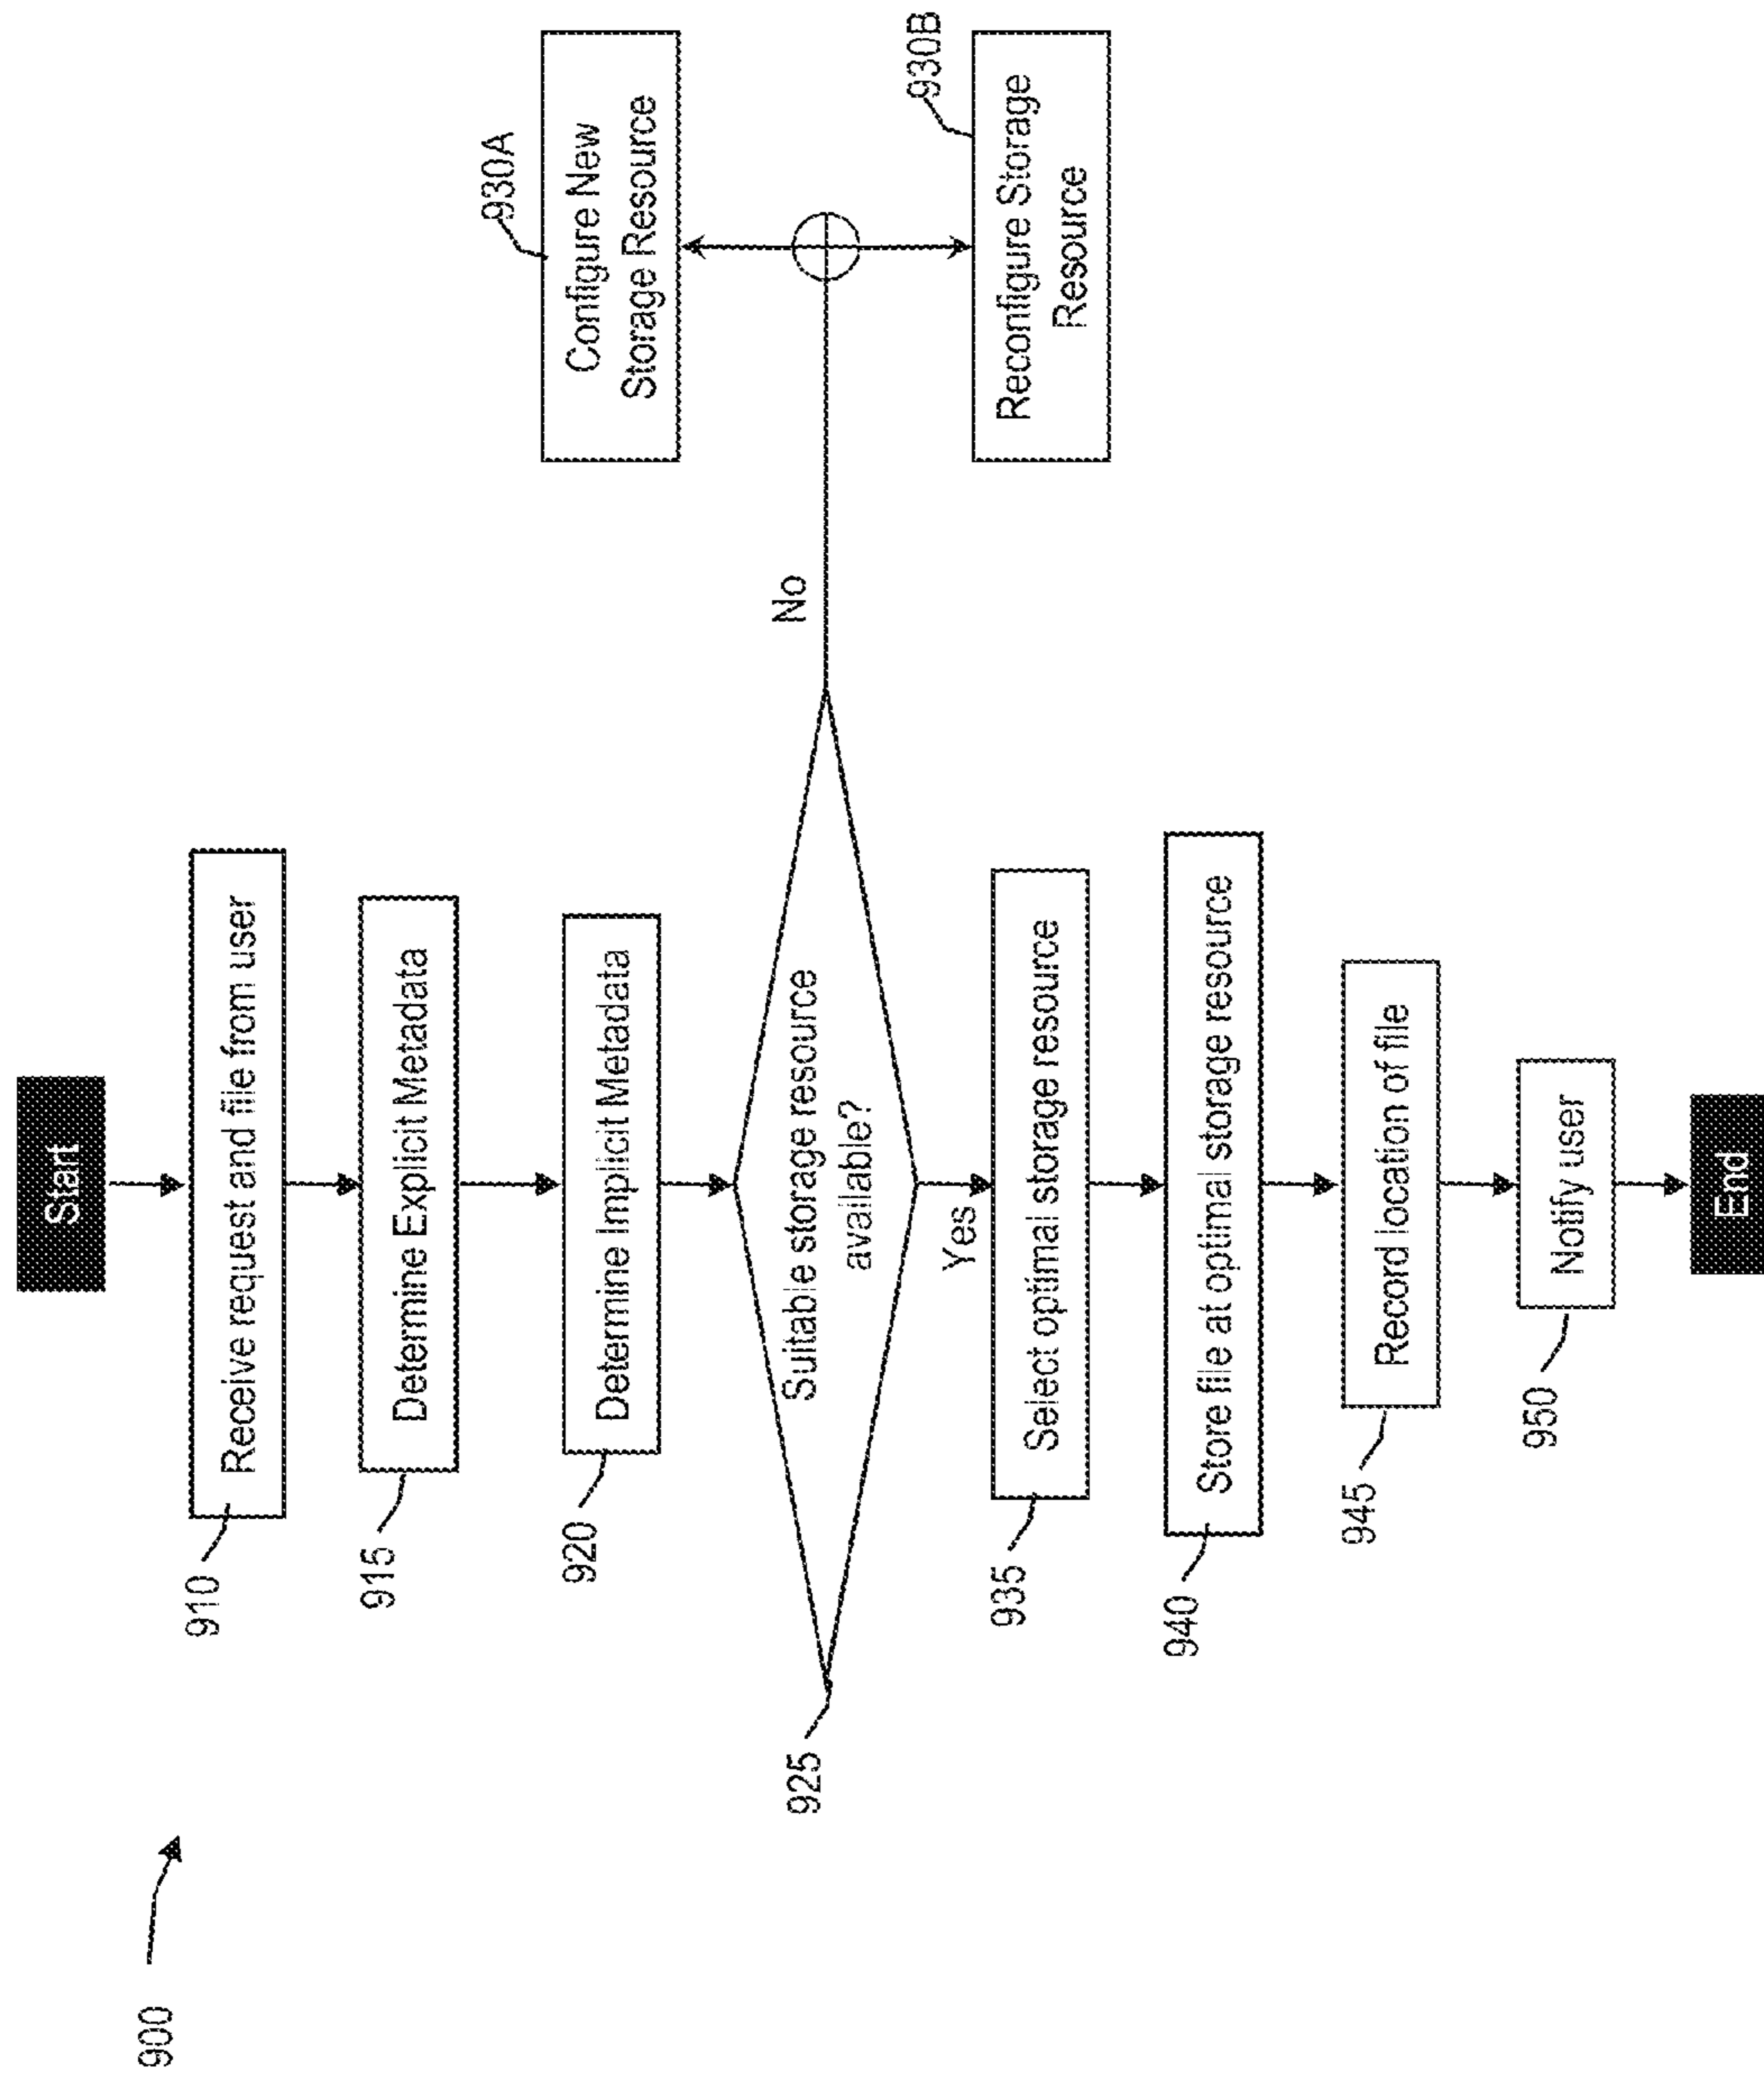 900
Start
910
Receive request and file from user
915
Determine Explicit Metadata
920
Determine Implicit Metadata
925
Suitable storage resource
available?
No
930A
Configure New
Storage Resource
930B
Reconfigure Storage
Resource
Yes
935
Select optimal storage resource
940
Store file at optimal storage resource
945
Record location of file
950
Notify user
End